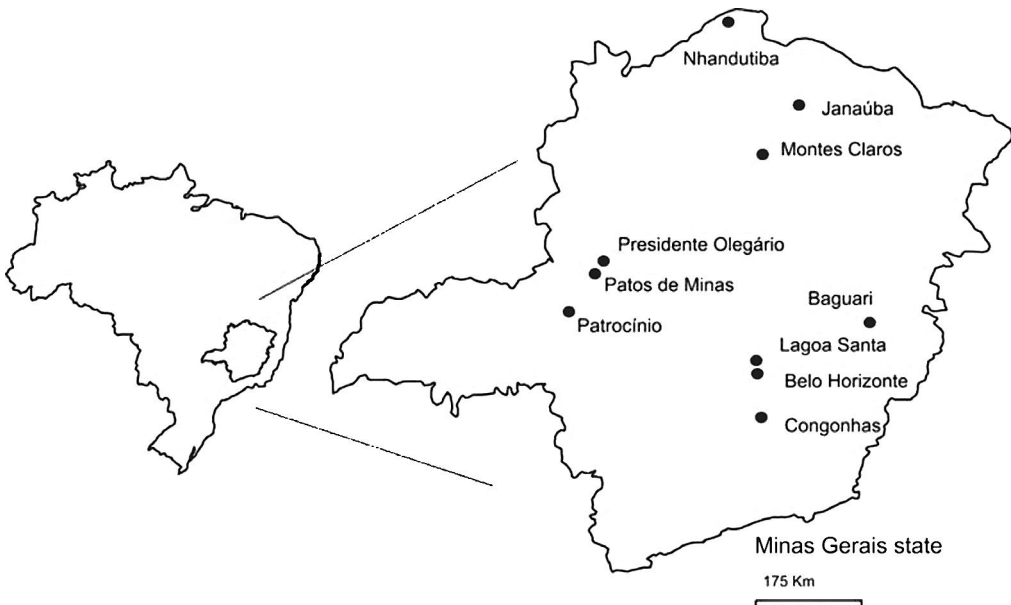 Nhandutiba
Janaúba
Montes Claros
Presidente Olegário
Patos de Minas
Patrocínio
Baguari
Lagoa Santa
Belo Horizonte
Congonhas
Minas Gerais state
175 Km